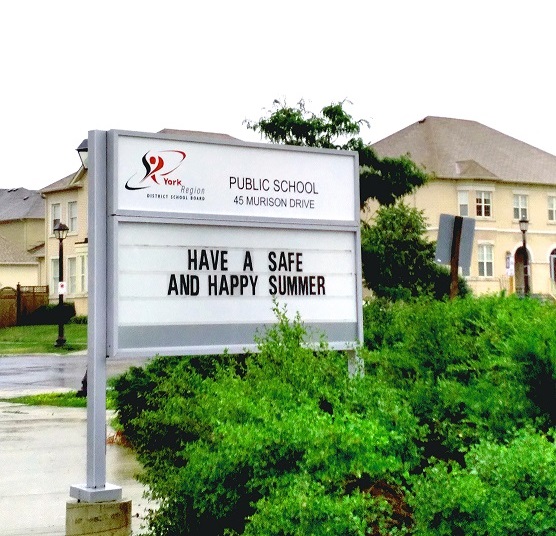 York
Region
DISTRICT SCHOOL BOARD
PUBLIC SCHOOL
45 MURISON DRIVE
HAVE A SAFE
AND HAPPY SUMMER